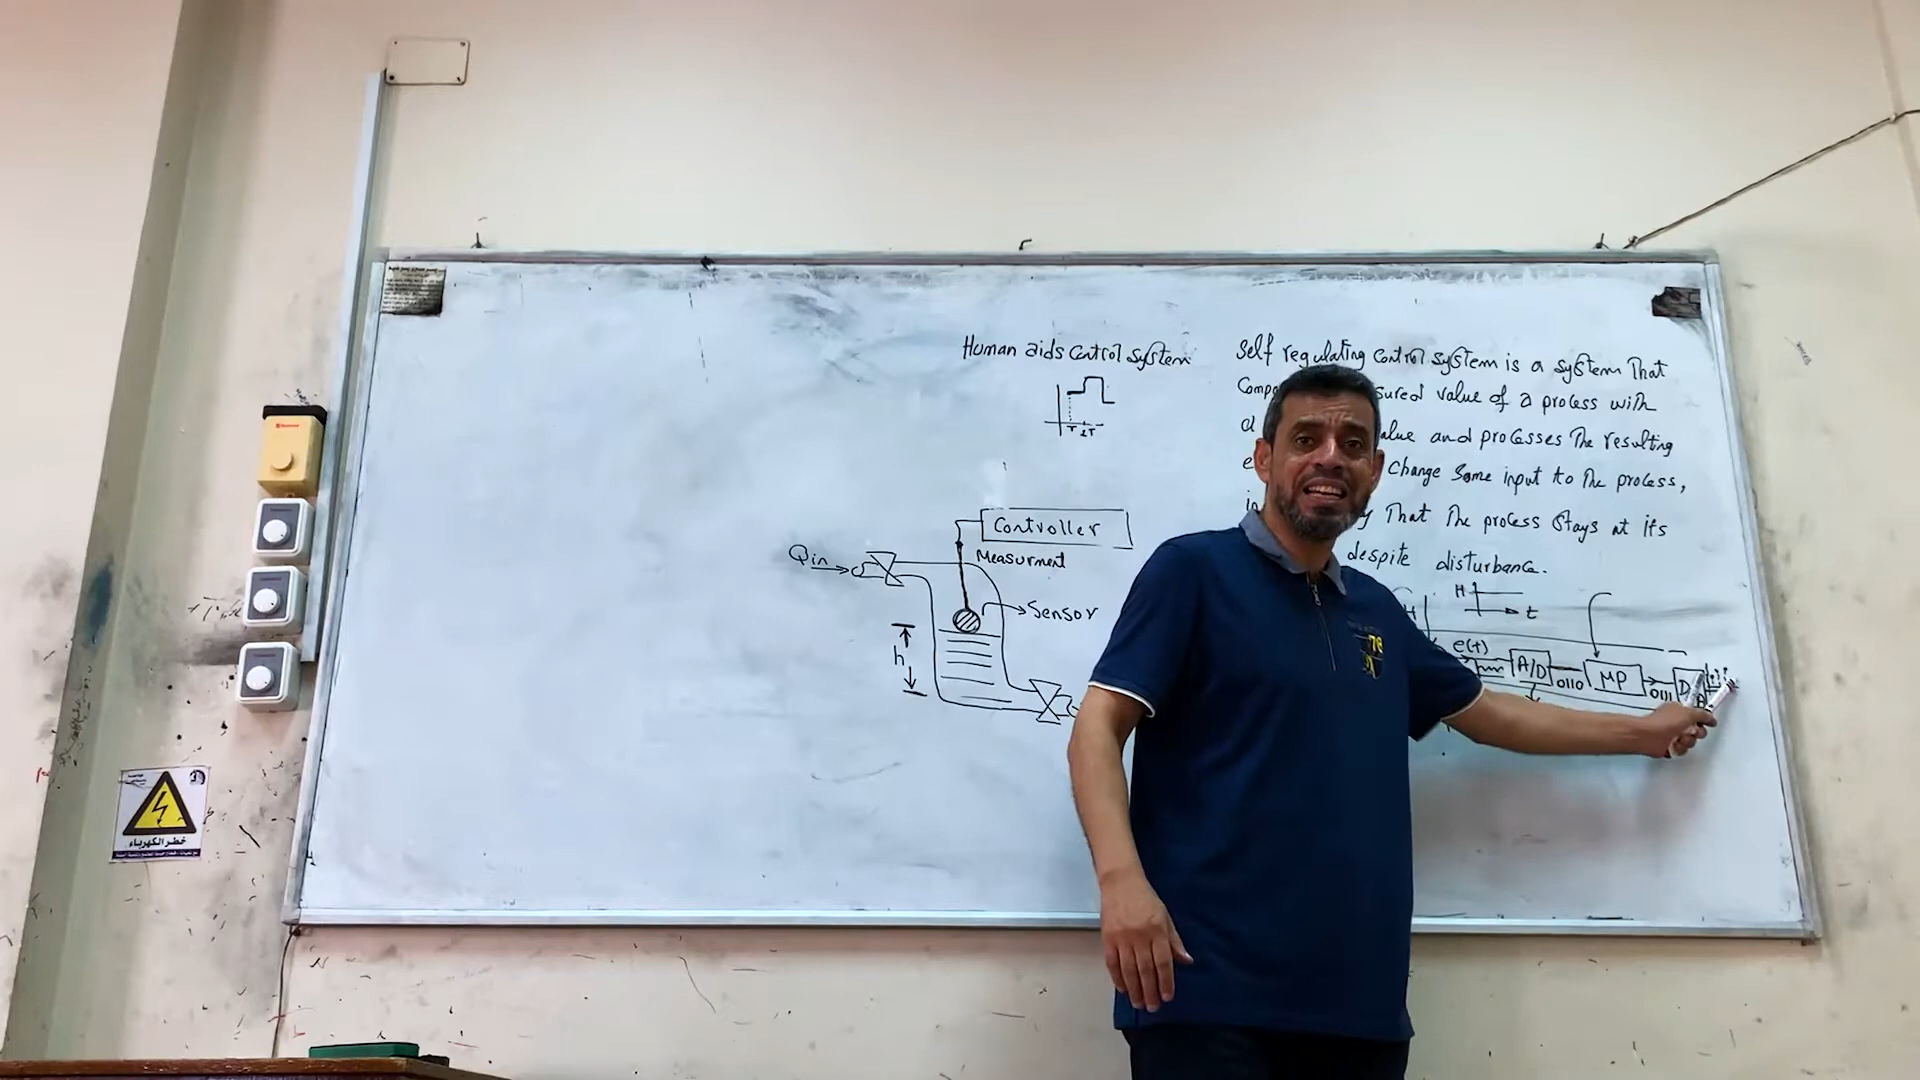 Human aids Control system
T 2T
Controller
Measurment
Qin
Sensor
h
Self regulating Control system is a system That
value of a process with
and processes The resulting
Change Some input to The process,
That The process Stays at its
despite disturbance.
H
t
e(t)
A/D
0110
MP
0111
D
خطر الكهرباء